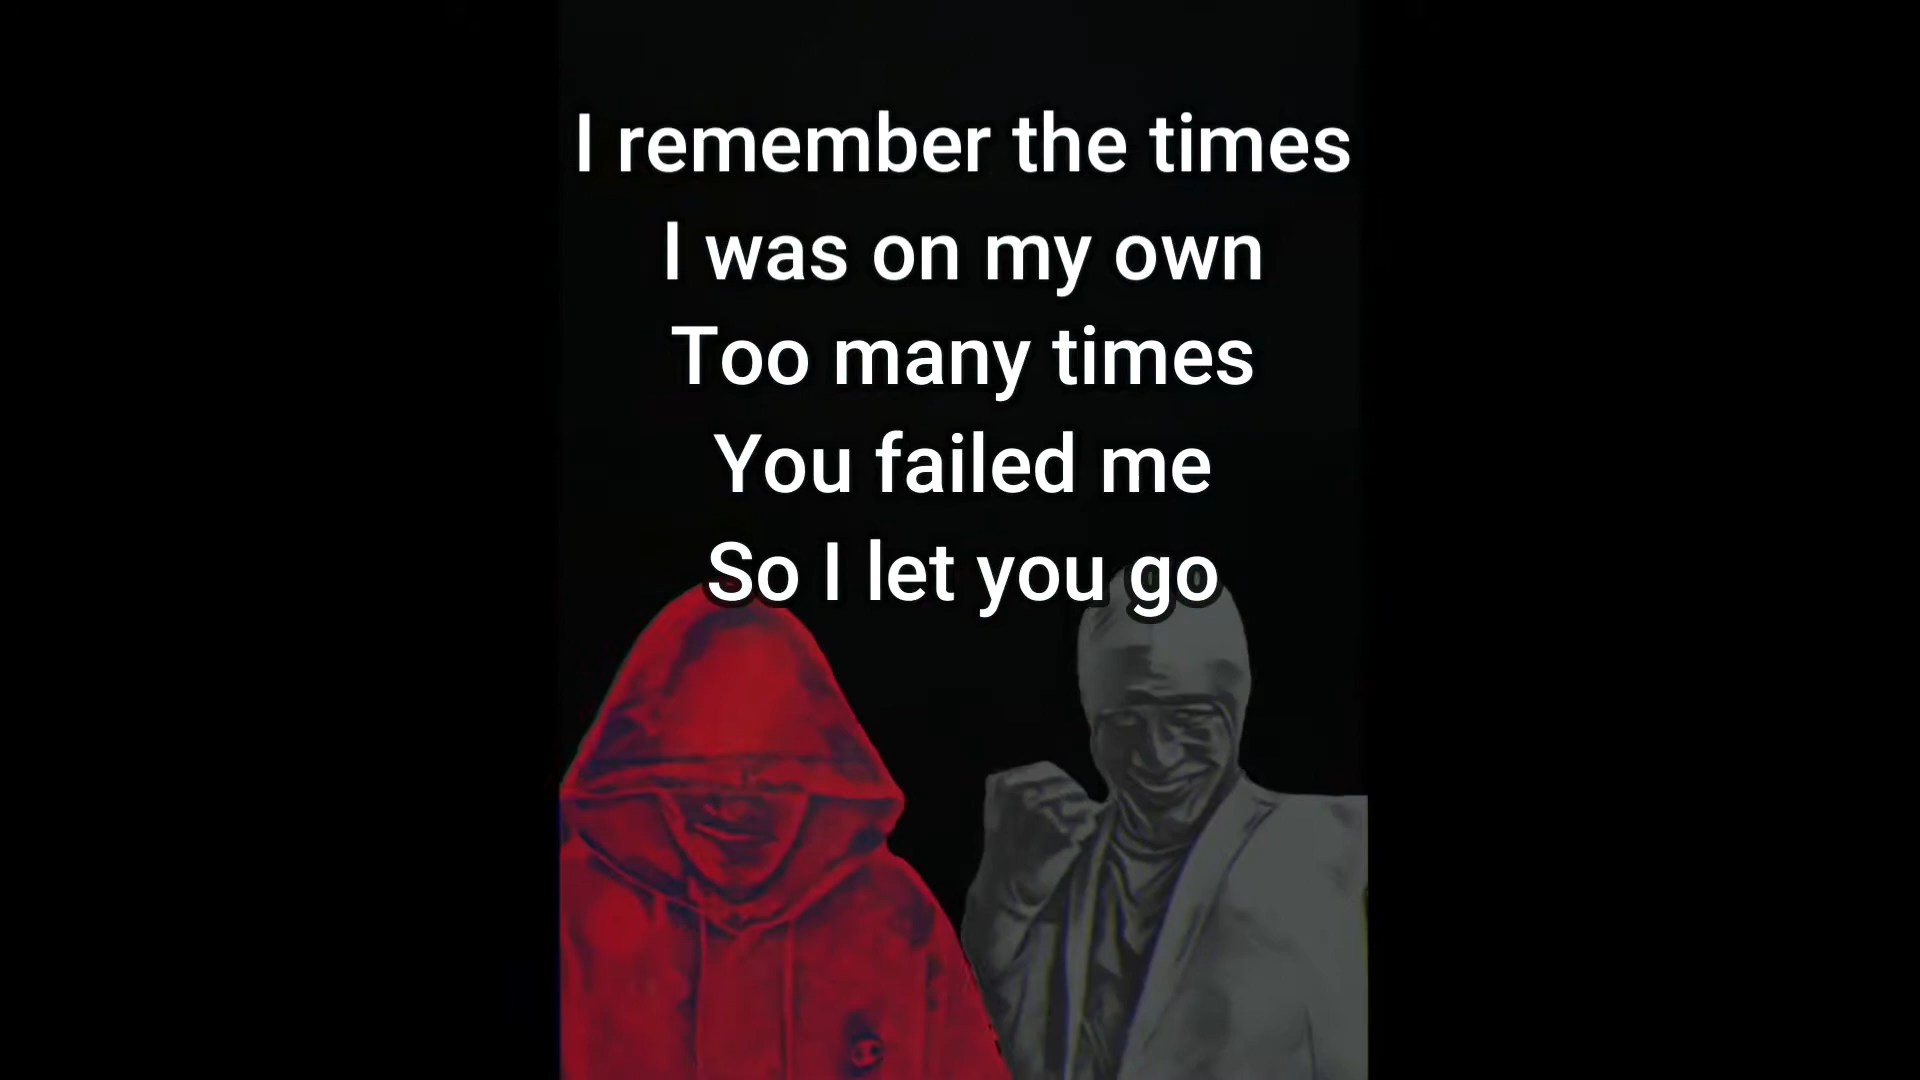 I remember the times
I was on my own
Too many times
You failed me
So I let you go